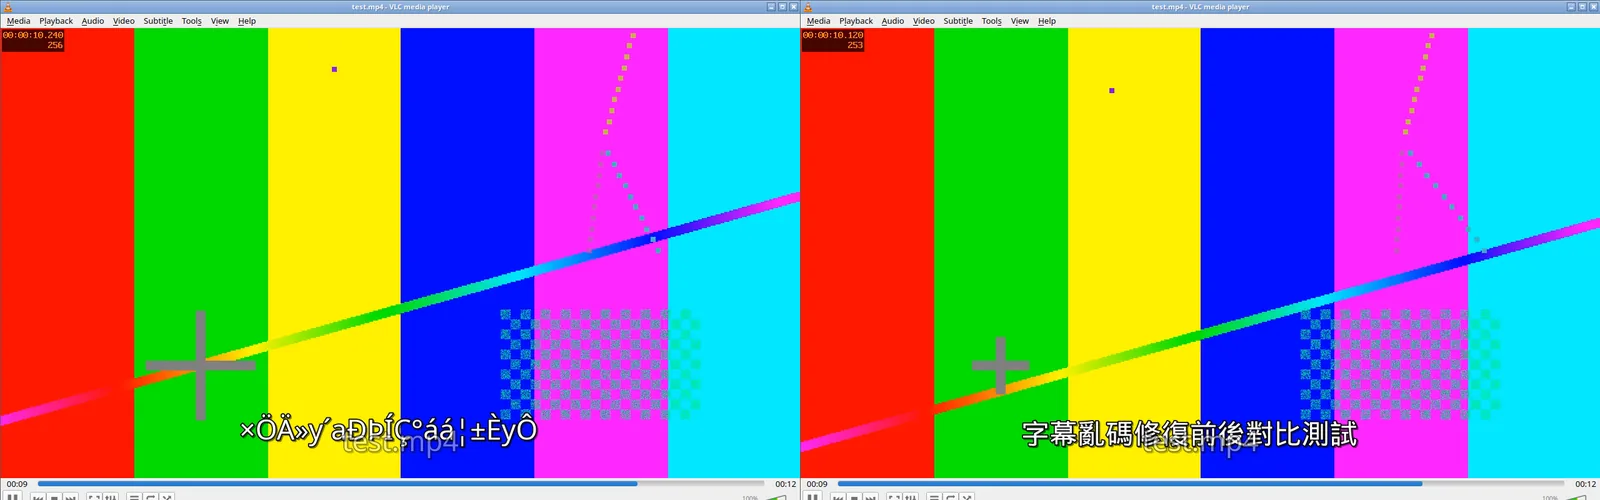 test.mp4 - VLC media player
Media Playback Audio Video Subtitle Tools View Help
00:00:10.240
256
×ÖÄ»y´aÐÞÍÇ°áá¦±ÈyÔ
test.mp4
00:09 00:12
100%
test.mp4 - VLC media player
Media Playback Audio Video Subtitle Tools View Help
00:00:10.120
253
字幕亂碼修復前後對比測試
test.mp4
00:09 00:12
100%